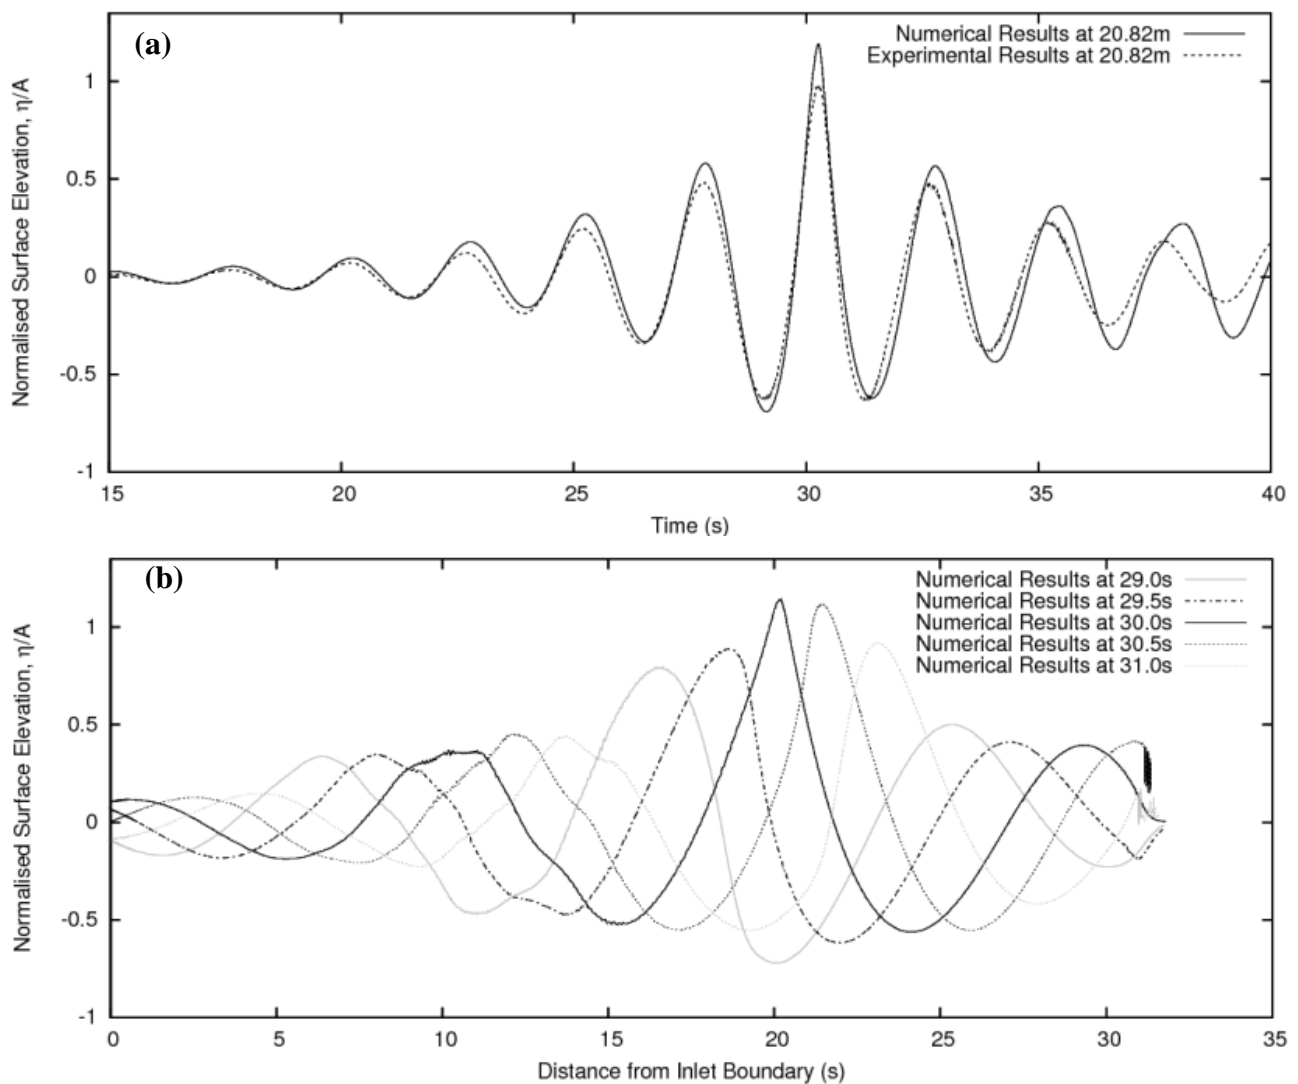 (a)
Numerical Results at 20.82m
Experimental Results at 20.82m
Normalised Surface Elevation, η/A
1
0.5
0
-0.5
-1
15 20 25 30 35 40
Time (s)
(b)
Numerical Results at 29.0s
Numerical Results at 29.5s
Numerical Results at 30.0s
Numerical Results at 30.5s
Numerical Results at 31.0s
Normalised Surface Elevation, η/A
1
0.5
0
-0.5
-1
0 5 10 15 20 25 30 35
Distance from Inlet Boundary (s)